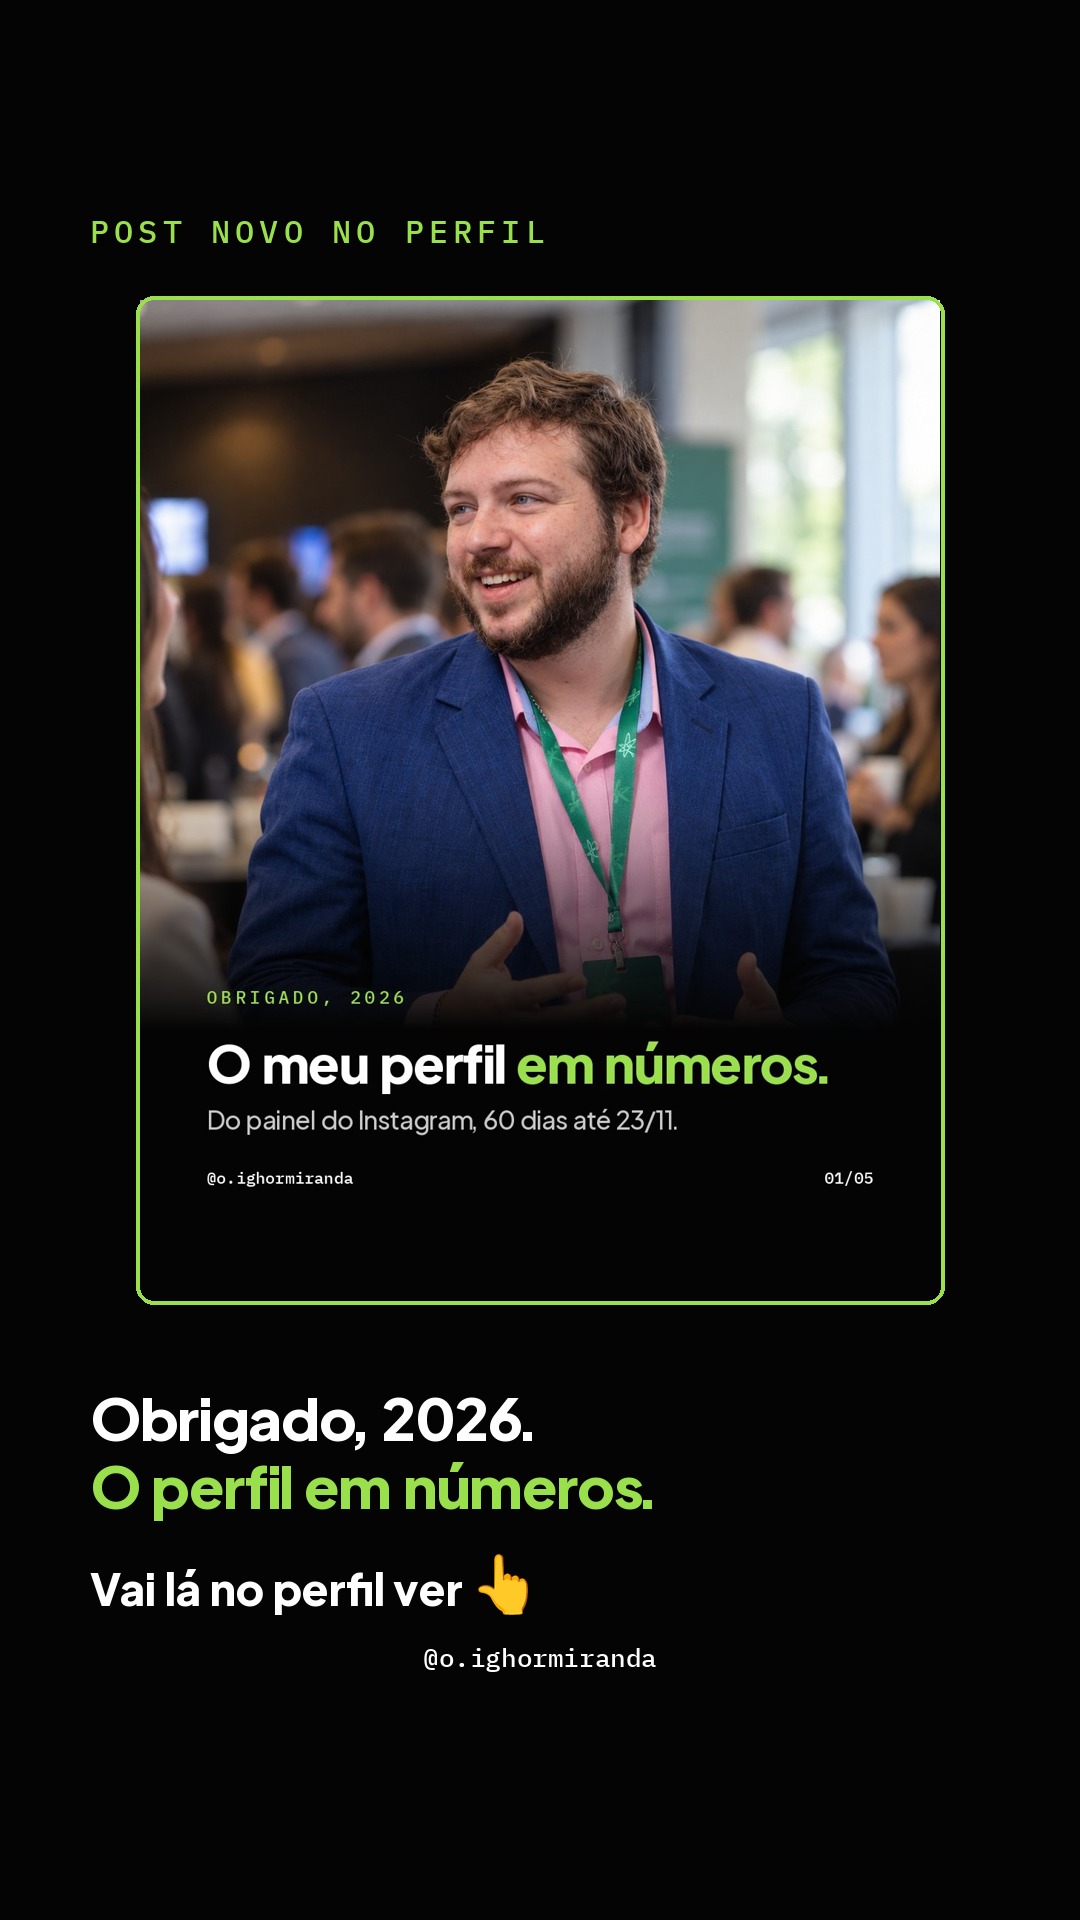 POST NOVO NO PERFIL
OBRIGADO, 2026
O meu perfil em números.
Do painel do Instagram, 60 dias até 23/11.
@o.ighormiranda
01/05
Obrigado, 2026.
O perfil em números.
Vai lá no perfil ver 👆
@o.ighormiranda